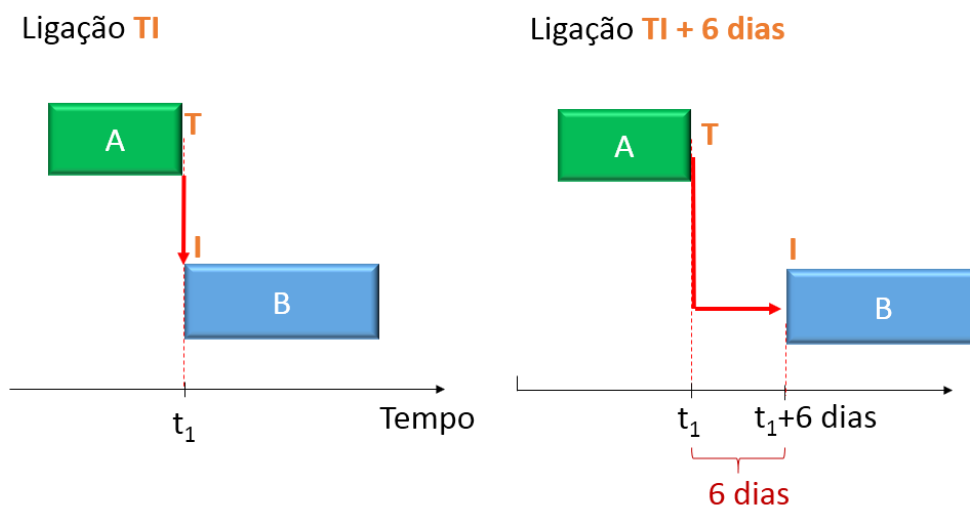 Ligação TI
A
T
I
B
Tempo
t₁
Ligação TI + 6 dias
A
T
I
B
t₁
t₁+6 dias
6 dias